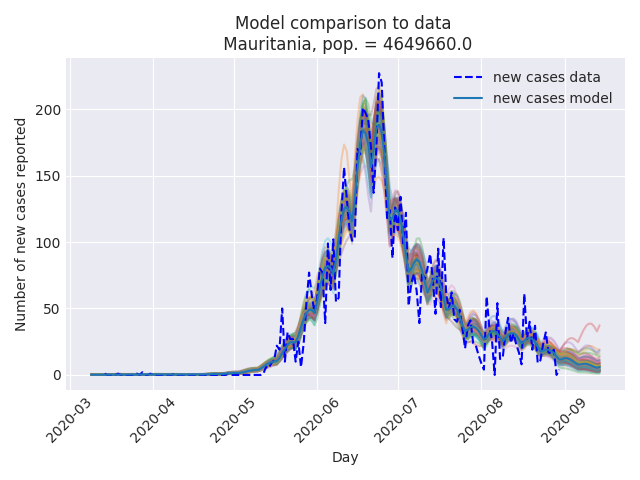 Model comparison to data
Mauritania, pop. = 4649660.0
new cases data
new cases model
Number of new cases reported
200
150
100
50
0
2020-03
2020-04
2020-05
2020-06
2020-07
2020-08
2020-09
Day